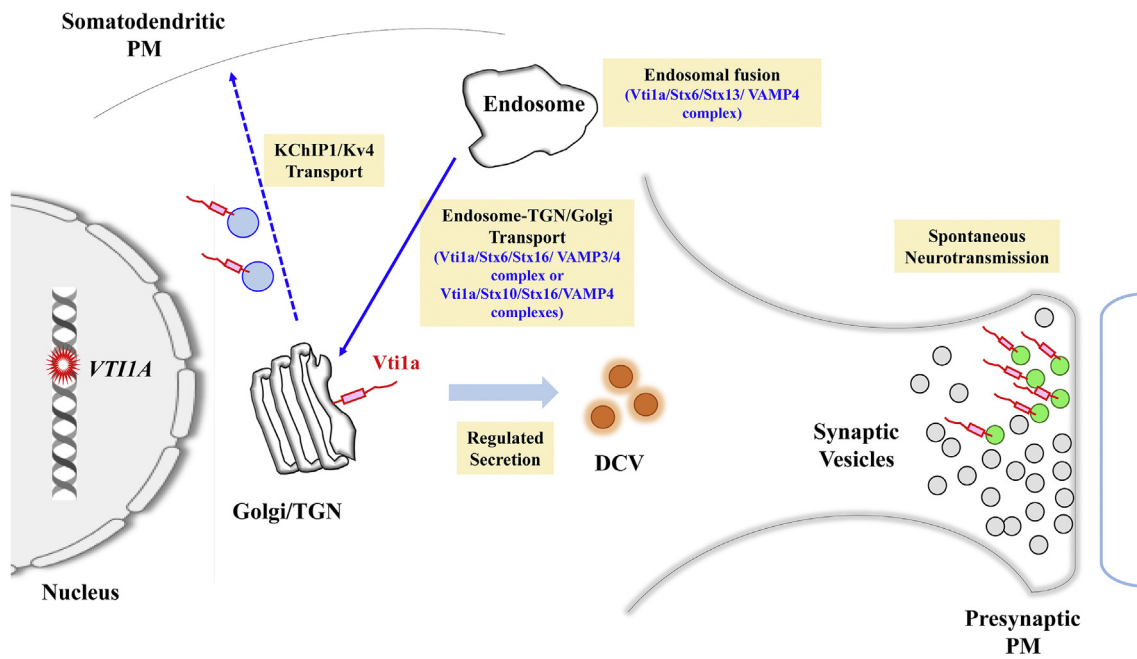 Somatodendritic
PM
Endosome
Endosomal fusion
(Vti1a/Stx6/Stx13/ VAMP4
complex)
KChIP1/Kv4
Transport
Endosome-TGN/Golgi
Transport
(Vti1a/Stx6/Stx16/ VAMP3/4
complex or
Vti1a/Stx10/Stx16/VAMP4
complexes)
Spontaneous
Neurotransmission
VTI1A
Vti1a
Regulated
Secretion
DCV
Synaptic
Vesicles
Golgi/TGN
Nucleus
Presynaptic
PM